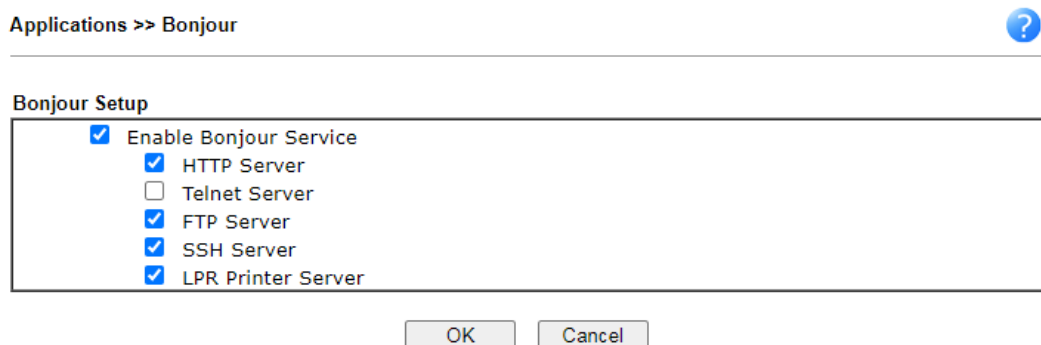 Applications >> Bonjour
?
Bonjour Setup
Enable Bonjour Service
HTTP Server
Telnet Server
FTP Server
SSH Server
LPR Printer Server
OK Cancel